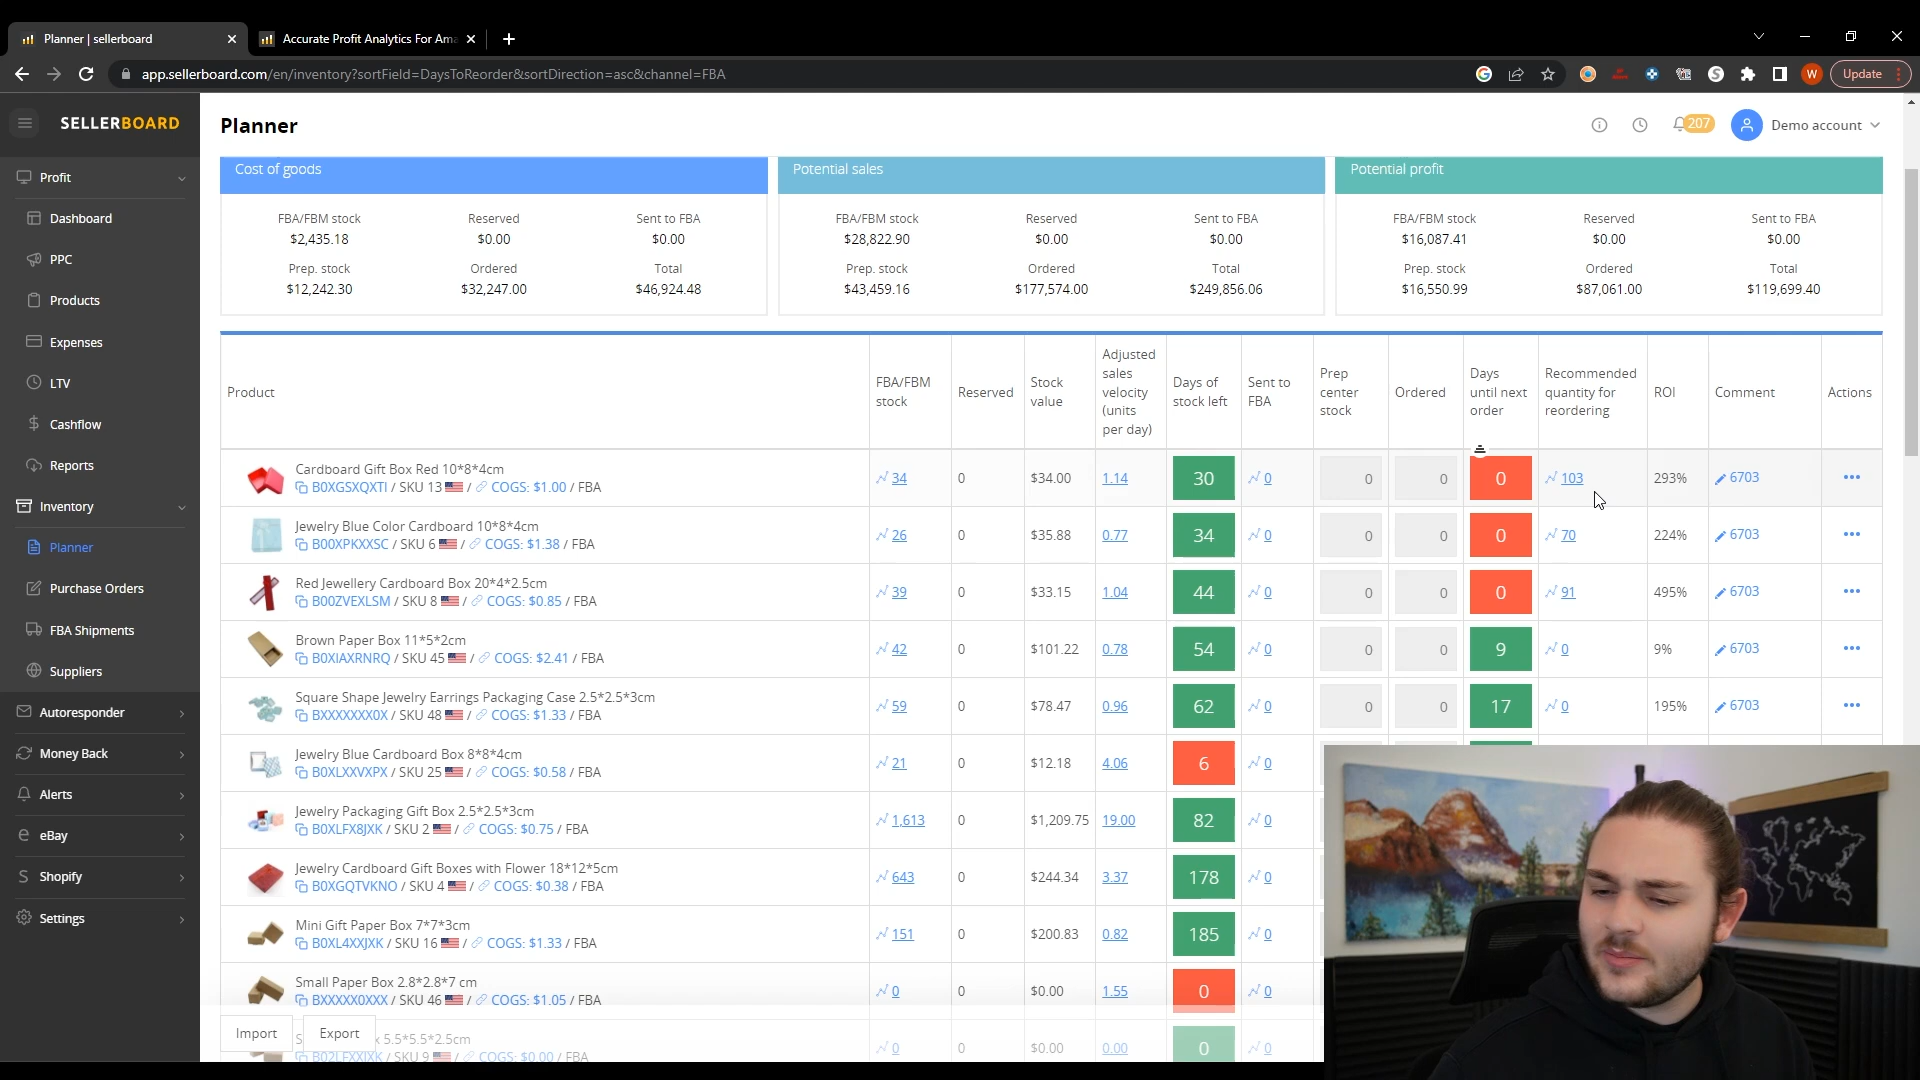 Planner | sellerboard
Accurate Profit Analytics For Ama
app.sellerboard.com/en/inventory?sortField=DaysToReorder&sortDirection=asc&channel=FBA
W
Update
SELLERBOARD
Planner
207
Demo account
Profit
Dashboard
PPC
Products
Expenses
LTV
Cashflow
Reports
Inventory
Planner
Purchase Orders
FBA Shipments
Suppliers
Autoresponder
Money Back
Alerts
eBay
Shopify
Settings
Cost of goods
FBA/FBM stock Reserved Sent to FBA
$2,435.18 $0.00 $0.00
Prep. stock Ordered Total
$12,242.30 $32,247.00 $46,924.48
Potential sales
FBA/FBM stock Reserved Sent to FBA
$28,822.90 $0.00 $0.00
Prep. stock Ordered Total
$43,459.16 $177,574.00 $249,856.06
Potential profit
FBA/FBM stock Reserved Sent to FBA
$16,087.41 $0.00 $0.00
Prep. stock Ordered Total
$16,550.99 $87,061.00 $119,699.40
Product
FBA/FBM
stock
Reserved
Stock
value
Adjusted
sales
velocity
(units
per day)
Days of
stock left
Sent to
FBA
Prep
center
stock
Ordered
Days
until next
order
Recommended
quantity for
reordering
ROI
Comment
Actions
Cardboard Gift Box Red 10*8*4cm
B0XGSXQXTI / SKU 13 / COGS: $1.00 / FBA
34 0 $34.00 1.14 30 0 0 0 0 103 293% 6703
Jewelry Blue Color Cardboard 10*8*4cm
B00XPKXXSC / SKU 6 / COGS: $1.38 / FBA
26 0 $35.88 0.77 34 0 0 0 0 70 224% 6703
Red Jewellery Cardboard Box 20*4*2.5cm
B00ZVEXLSM / SKU 8 / COGS: $0.85 / FBA
39 0 $33.15 1.04 44 0 0 0 0 91 495% 6703
Brown Paper Box 11*5*2cm
B0XIAXRNRQ / SKU 45 / COGS: $2.41 / FBA
42 0 $101.22 0.78 54 0 0 0 9 0 9% 6703
Square Shape Jewelry Earrings Packaging Case 2.5*2.5*3cm
BXXXXXXX0X / SKU 48 / COGS: $1.33 / FBA
59 0 $78.47 0.96 62 0 0 0 17 0 195% 6703
Jewelry Blue Cardboard Box 8*8*4cm
B0XLXXVXPX / SKU 25 / COGS: $0.58 / FBA
21 0 $12.18 4.06 6 0
Jewelry Packaging Gift Box 2.5*2.5*3cm
B0XLFX8JXK / SKU 2 / COGS: $0.75 / FBA
1,613 0 $1,209.75 19.00 82 0
Jewelry Cardboard Gift Boxes with Flower 18*12*5cm
B0XGQTVKNO / SKU 4 / COGS: $0.38 / FBA
643 0 $244.34 3.37 178 0
Mini Gift Paper Box 7*7*3cm
B0XL4XXJXK / SKU 16 / COGS: $1.33 / FBA
151 0 $200.83 0.82 185 0
Small Paper Box 2.8*2.8*7 cm
BXXXXX0XXX / SKU 46 / COGS: $1.05 / FBA
0 0 $0.00 1.55 0 0
5.5*5.5*2.5cm
B02LFXXJXK / SKU 9 / COGS: $0.00 / FBA
0 0 $0.00 0.00 0 0
Import
Export